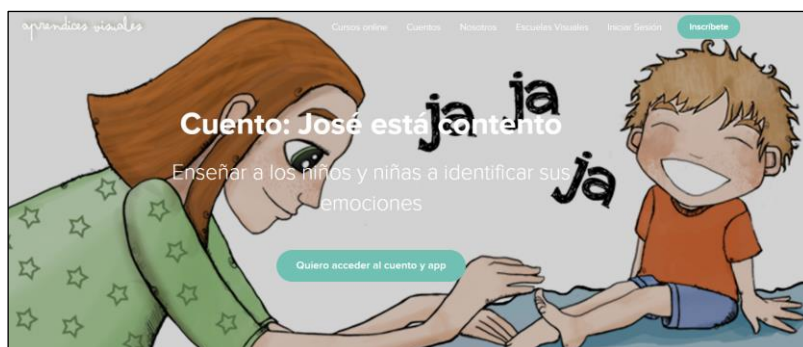 aprendices visuales
Cursos online Cuentos Nosotros Escuelas Visuales Iniciar Sesión Inscríbete
ja ja
Cuento: José está contento
ja
Enseñar a los niños y niñas a identificar sus
emociones
Quiero acceder al cuento y app